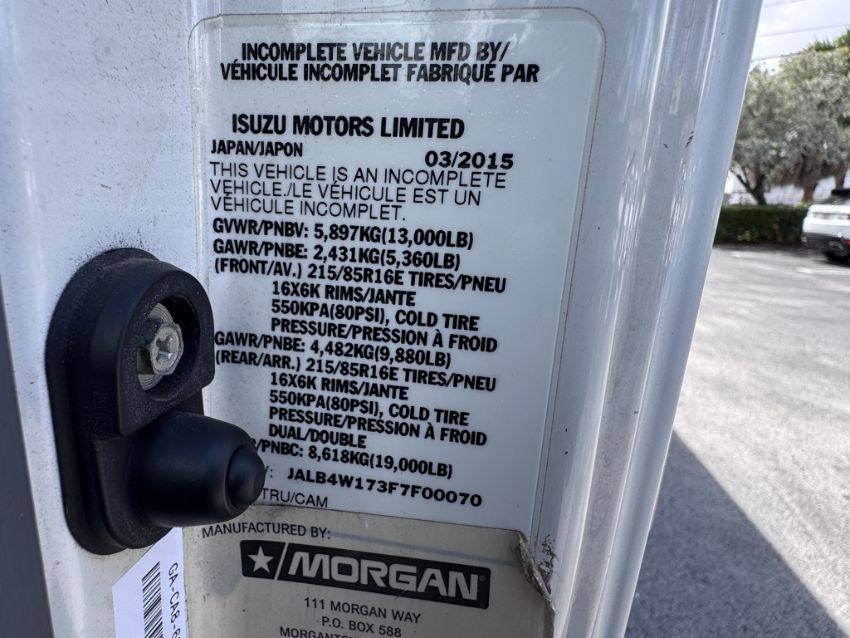 INCOMPLETE VEHICLE MFD BY/
VÉHICULE INCOMPLET FABRIQUÉ PAR
ISUZU MOTORS LIMITED
JAPAN/JAPON 03/2015
THIS VEHICLE IS AN INCOMPLETE
VEHICLE./LE VÉHICULE EST UN
VÉHICULE INCOMPLET.
GVWR/PNBV: 5,897KG(13,000LB)
GAWR/PNBE: 2,431KG(5,360LB)
(FRONT/AV.) 215/85R16E TIRES/PNEU
16X6K RIMS/JANTE
550KPA(80PSI), COLD TIRE
PRESSURE/PRESSION À FROID
GAWR/PNBE: 4,482KG(9,880LB)
(REAR/ARR.) 215/85R16E TIRES/PNEU
16X6K RIMS/JANTE
550KPA(80PSI), COLD TIRE
PRESSURE/PRESSION À FROID
DUAL/DOUBLE
/PNBC: 8,618KG(19,000LB)
JALB4W173F7F00070
TRU/CAM
MANUFACTURED BY:
MORGAN
111 MORGAN WAY
P.O. BOX 588
GA-CA8-